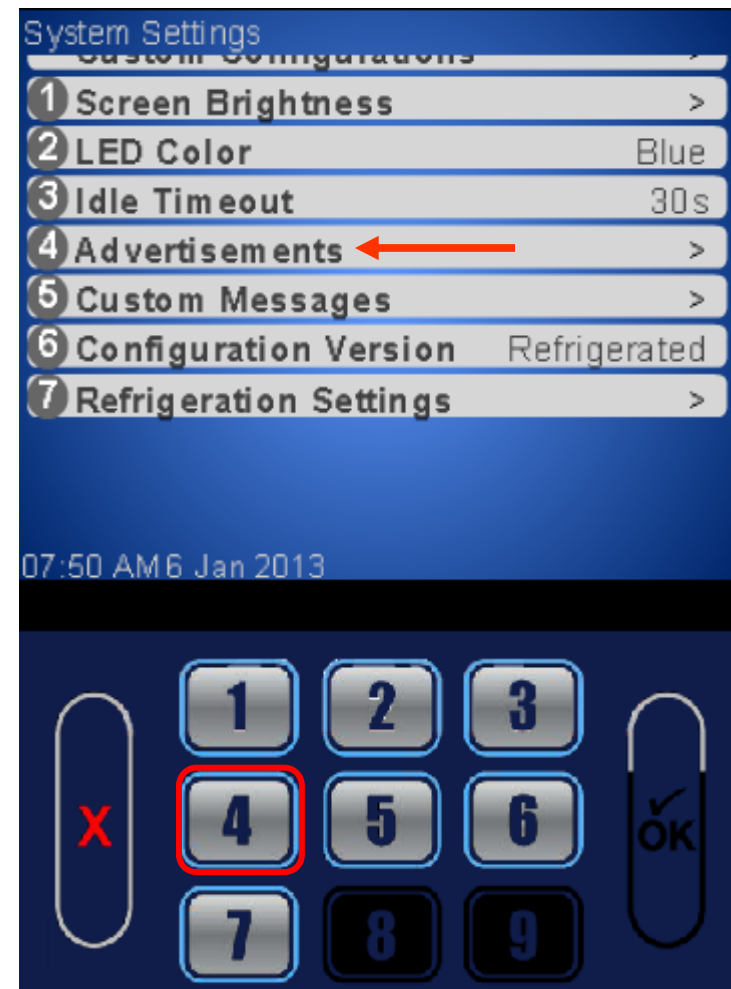 System Settings
Custom Configurations >
1 Screen Brightness >
2 LED Color Blue
3 Idle Timeout 30s
4 Advertisements >
5 Custom Messages >
6 Configuration Version Refrigerated
7 Refrigeration Settings >
07:50 AM 6 Jan 2013
1 2 3
X 4 5 6 OK
7 8 9